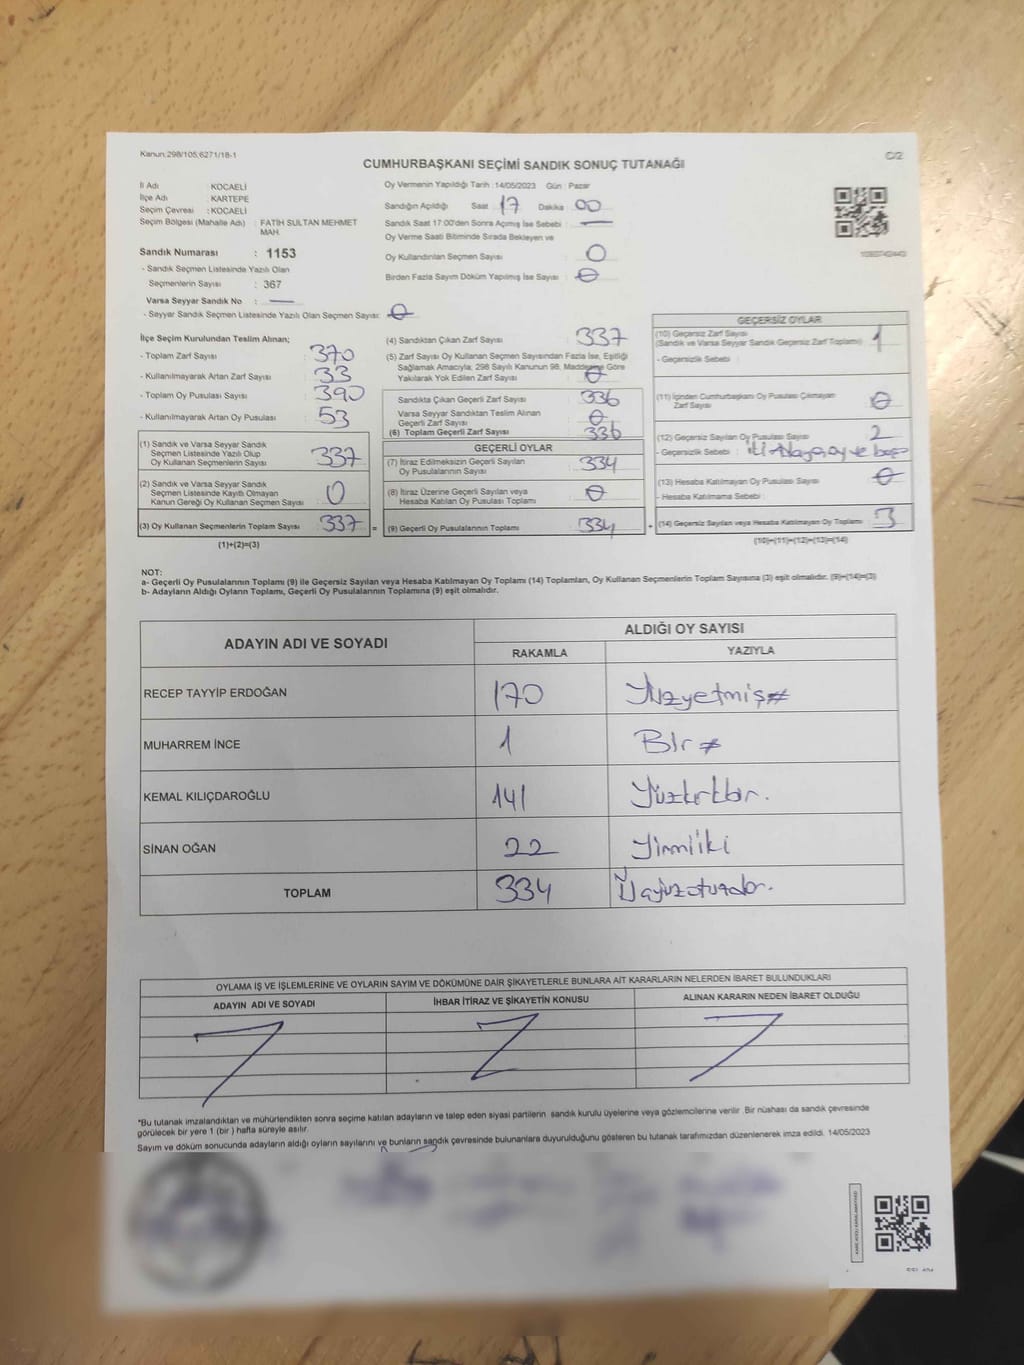 Kanun:298/105;6271/18-1
C/2
CUMHURBAŞKANI SEÇİMİ SANDIK SONUÇ TUTANAĞI
İl Adı : KOCAELİ
İlçe Adı : KARTEPE
Seçim Çevresi : KOCAELİ
Seçim Bölgesi (Mahalle Adı) : FATİH SULTAN MEHMET
MAH.
Sandık Numarası : 1153
- Sandık Seçmen Listesinde Yazılı Olan
Seçmenlerin Sayısı : 367
Varsa Seyyar Sandık No : —
- Seyyar Sandık Seçmen Listesinde Yazılı Olan Seçmen Sayısı: 0
Oy Vermenin Yapıldığı Tarih :14/05/2023 Gün : Pazar
Sandığın Açıldığı Saat : 17 Dakika : 00
Sandık Saat 17:00'den Sonra Açılmış İse Sebebi : —
Oy Verme Saati Bitiminde Sırada Bekleyen ve
Oy Kullandırılan Seçmen Sayısı : 0
Birden Fazla Sayım Döküm Yapılmış İse Sayısı : 0
İlçe Seçim Kurulundan Teslim Alınan;
- Toplam Zarf Sayısı : 370
- Kullanılmayarak Artan Zarf Sayısı : 33
- Toplam Oy Pusulası Sayısı : 390
- Kullanılmayarak Artan Oy Pusulası : 53
(1) Sandık ve Varsa Seyyar Sandık
Seçmen Listesinde Yazılı Olup
Oy Kullanan Seçmenlerin Sayısı : 337
(2) Sandık ve Varsa Seyyar Sandık
Seçmen Listesinde Kayıtlı Olmayan
Kanun Gereği Oy Kullanan Seçmen Sayısı : 0
(3) Oy Kullanan Seçmenlerin Toplam Sayısı : 337 =
(1)+(2)=(3)
(4) Sandıktan Çıkan Zarf Sayısı : 337
(5) Zarf Sayısı Oy Kullanan Seçmen Sayısından Fazla İse, Eşitliği
Sağlamak Amacıyla; 298 Sayılı Kanunun 98. Maddesine Göre
Yakılarak Yok Edilen Zarf Sayısı : 0
Sandıkta Çıkan Geçerli Zarf Sayısı : 336
Varsa Seyyar Sandıktan Teslim Alınan
Geçerli Zarf Sayısı : 0
(6) Toplam Geçerli Zarf Sayısı : 336
GEÇERLİ OYLAR
(7) İtiraz Edilmeksizin Geçerli Sayılan
Oy Pusulalarının Sayısı : 334
(8) İtiraz Üzerine Geçerli Sayılan veya
Hesaba Katılan Oy Pusulası Toplamı : 0
(9) Geçerli Oy Pusulalarının Toplamı : 334 +
GEÇERSİZ OYLAR
(10) Geçersiz Zarf Sayısı
(Sandık ve Varsa Seyyar Sandık Geçersiz Zarf Toplamı) : 1
- Geçersizlik Sebebi :
(11) İçinden Cumhurbaşkanı Oy Pusulası Çıkmayan
Zarf Sayısı : 0
(12) Geçersiz Sayılan Oy Pusulası Sayısı : 2
- Geçersizlik Sebebi : iki Adaya oy ve boş
(13) Hesaba Katılmayan Oy Pusulası Sayısı : 0
- Hesaba Katılmama Sebebi :
(14) Geçersiz Sayılan veya Hesaba Katılmayan Oy Toplamı : 3
(10)+(11)+(12)+(13)=(14)
NOT:
a- Geçerli Oy Pusulalarının Toplamı (9) ile Geçersiz Sayılan veya Hesaba Katılmayan Oy Toplamı (14) Toplamları, Oy Kullanan Seçmenlerin Toplam Sayısına (3) eşit olmalıdır. (9)+(14)=(3)
b- Adayların Aldığı Oyların Toplamı, Geçerli Oy Pusulalarının Toplamına (9) eşit olmalıdır.
ADAYIN ADI VE SOYADI ALDIĞI OY SAYISI
RAKAMLA YAZIYLA
RECEP TAYYİP ERDOĞAN 170 Yüzyetmiş
MUHARREM İNCE 1 Bir
KEMAL KILIÇDAROĞLU 141 Yüzkırkbir.
SİNAN OĞAN 22 Yirmiiki
TOPLAM 334 Üçyüzotuzdör.
OYLAMA İŞ VE İŞLEMLERİNE VE OYLARIN SAYIM VE DÖKÜMÜNE DAİR ŞİKAYETLERLE BUNLARA AİT KARARLARIN NELERDEN İBARET BULUNDUKLARI
ADAYIN ADI VE SOYADI İHBAR İTİRAZ VE ŞİKAYETİN KONUSU ALINAN KARARIN NEDEN İBARET OLDUĞU
*Bu tutanak imzalandıktan ve mühürlendikten sonra seçime katılan adayların ve talep eden siyasi partilerin sandık kurulu üyelerine veya gözlemcilerine verilir .Bir nüshası da sandık çevresinde
görülecek bir yere 1 (bir ) hafta süreyle asılır.
Sayım ve döküm sonucunda adayların aldığı oyların sayılarını ve bunların sandık çevresinde bulunanlara duyurulduğunu gösteren bu tutanak tarafımızdan düzenlenerek imza edildi. 14/05/2023